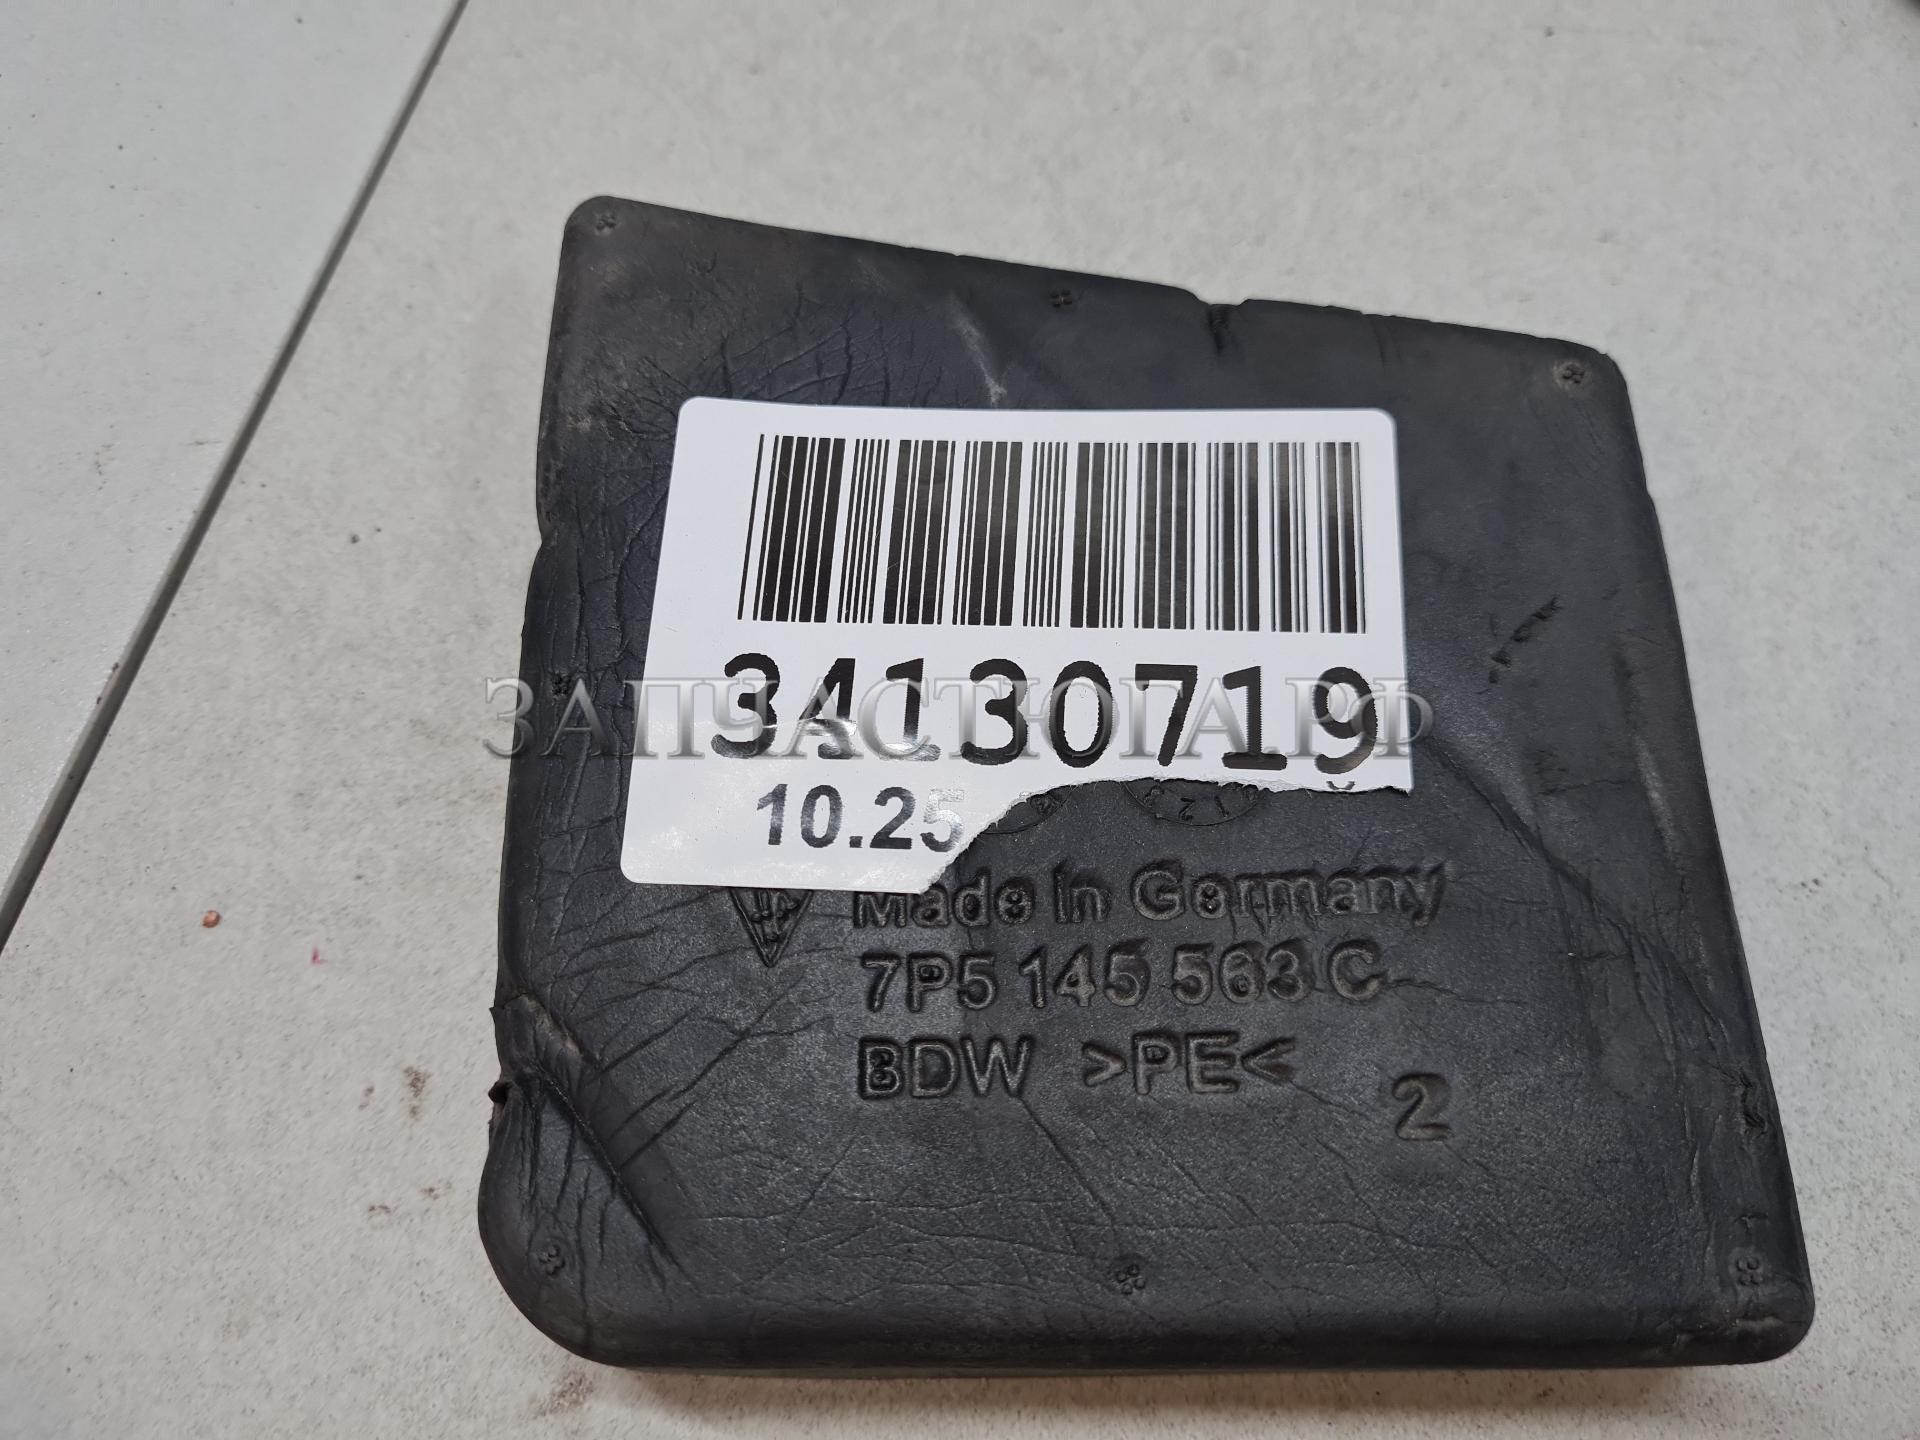 34130719
ЗАПЧАСТЮГА.РФ
10.25
Made in Germany
7P5 145 563 C
BDW >PE<
2